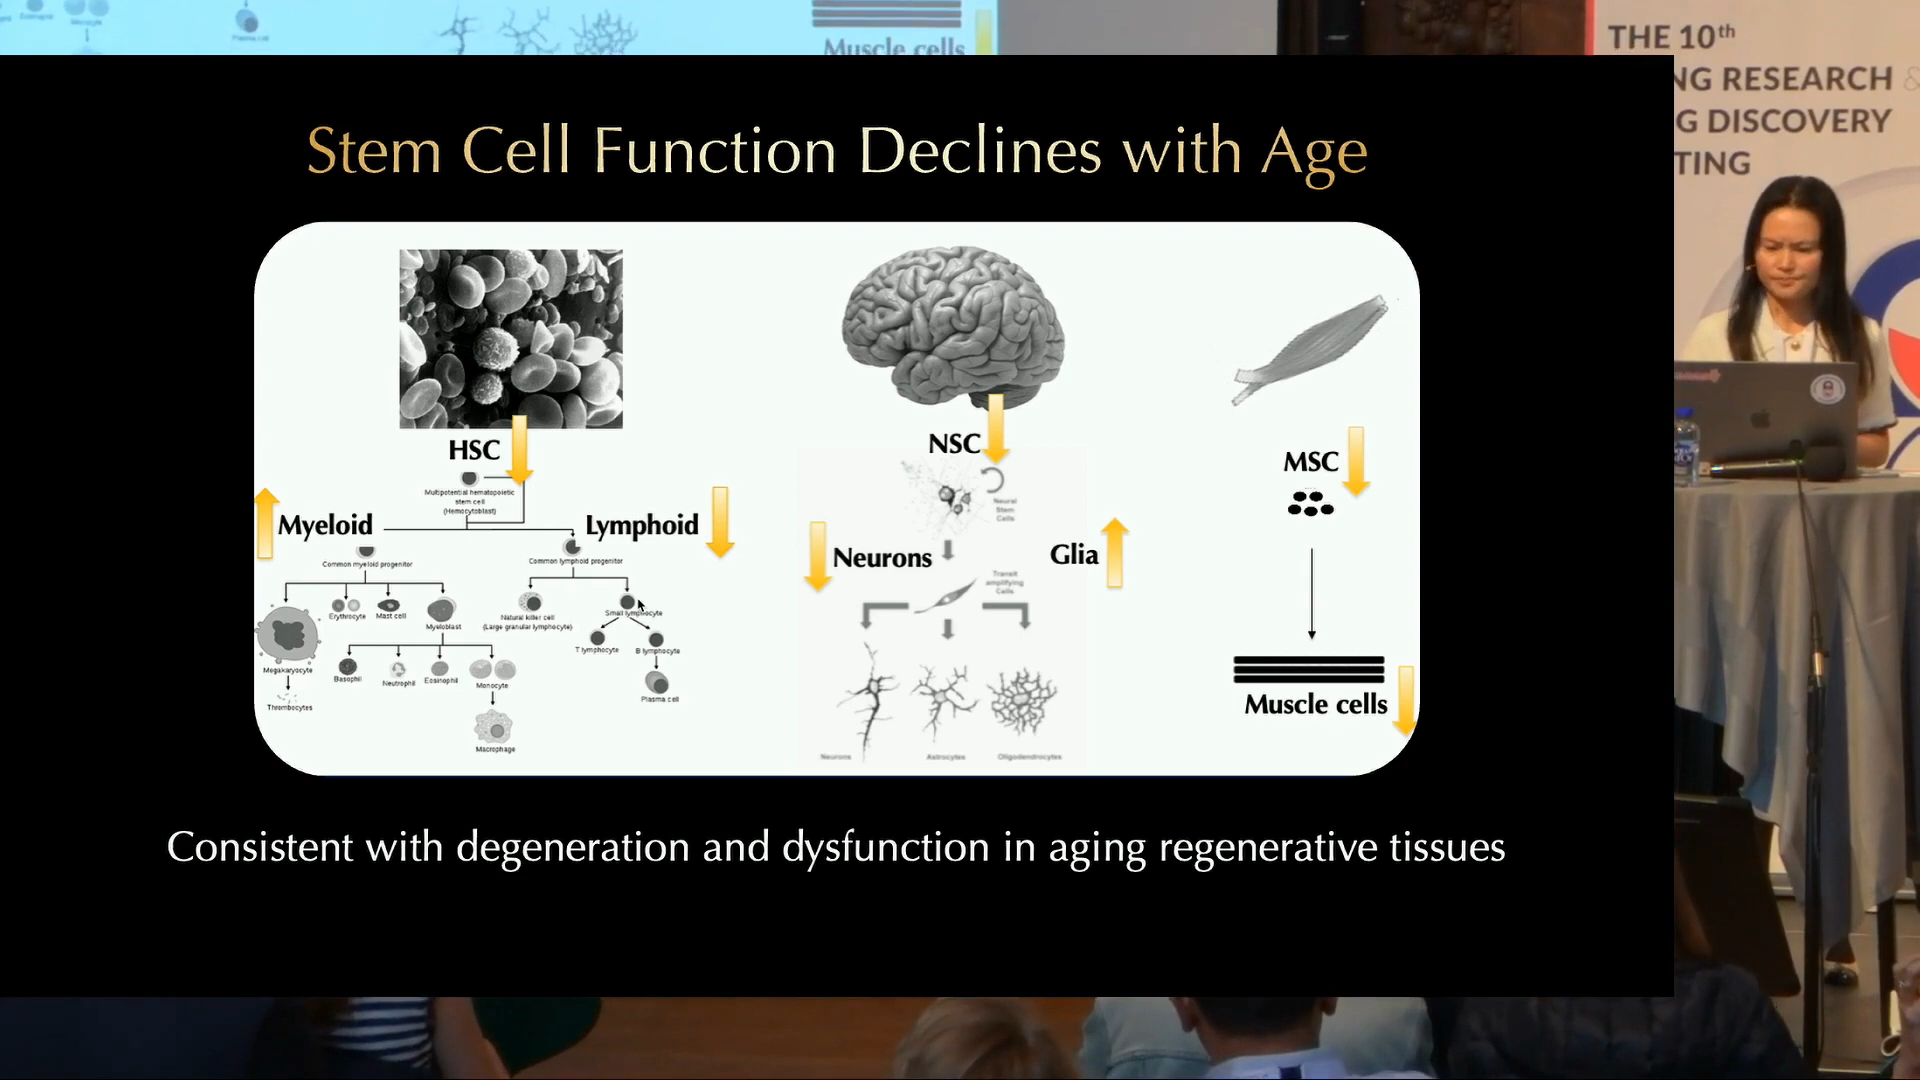 Muscle cells
Plasma cell
THE 10th
NG RESEARCH &
G DISCOVERY
TING
Stem Cell Function Declines with Age
HSC
Multipotential hematopoietic
stem cell
(Hemocytoblast)
Myeloid
Lymphoid
Common myeloid progenitor
Common lymphoid progenitor
Erythrocyte
Mast cell
Myeloblast
Natural killer cell
(Large granular lymphocyte)
Small lymphocyte
T lymphocyte
B lymphocyte
Megakaryocyte
Basophil
Neutrophil
Eosinophil
Monocyte
Plasma cell
Thrombocytes
Macrophage
NSC
Neural
Stem
Cells
Neurons
Glia
Transit
amplifying
Cells
Neurons
Astrocytes
Oligodendrocytes
MSC
Muscle cells
Consistent with degeneration and dysfunction in aging regenerative tissues